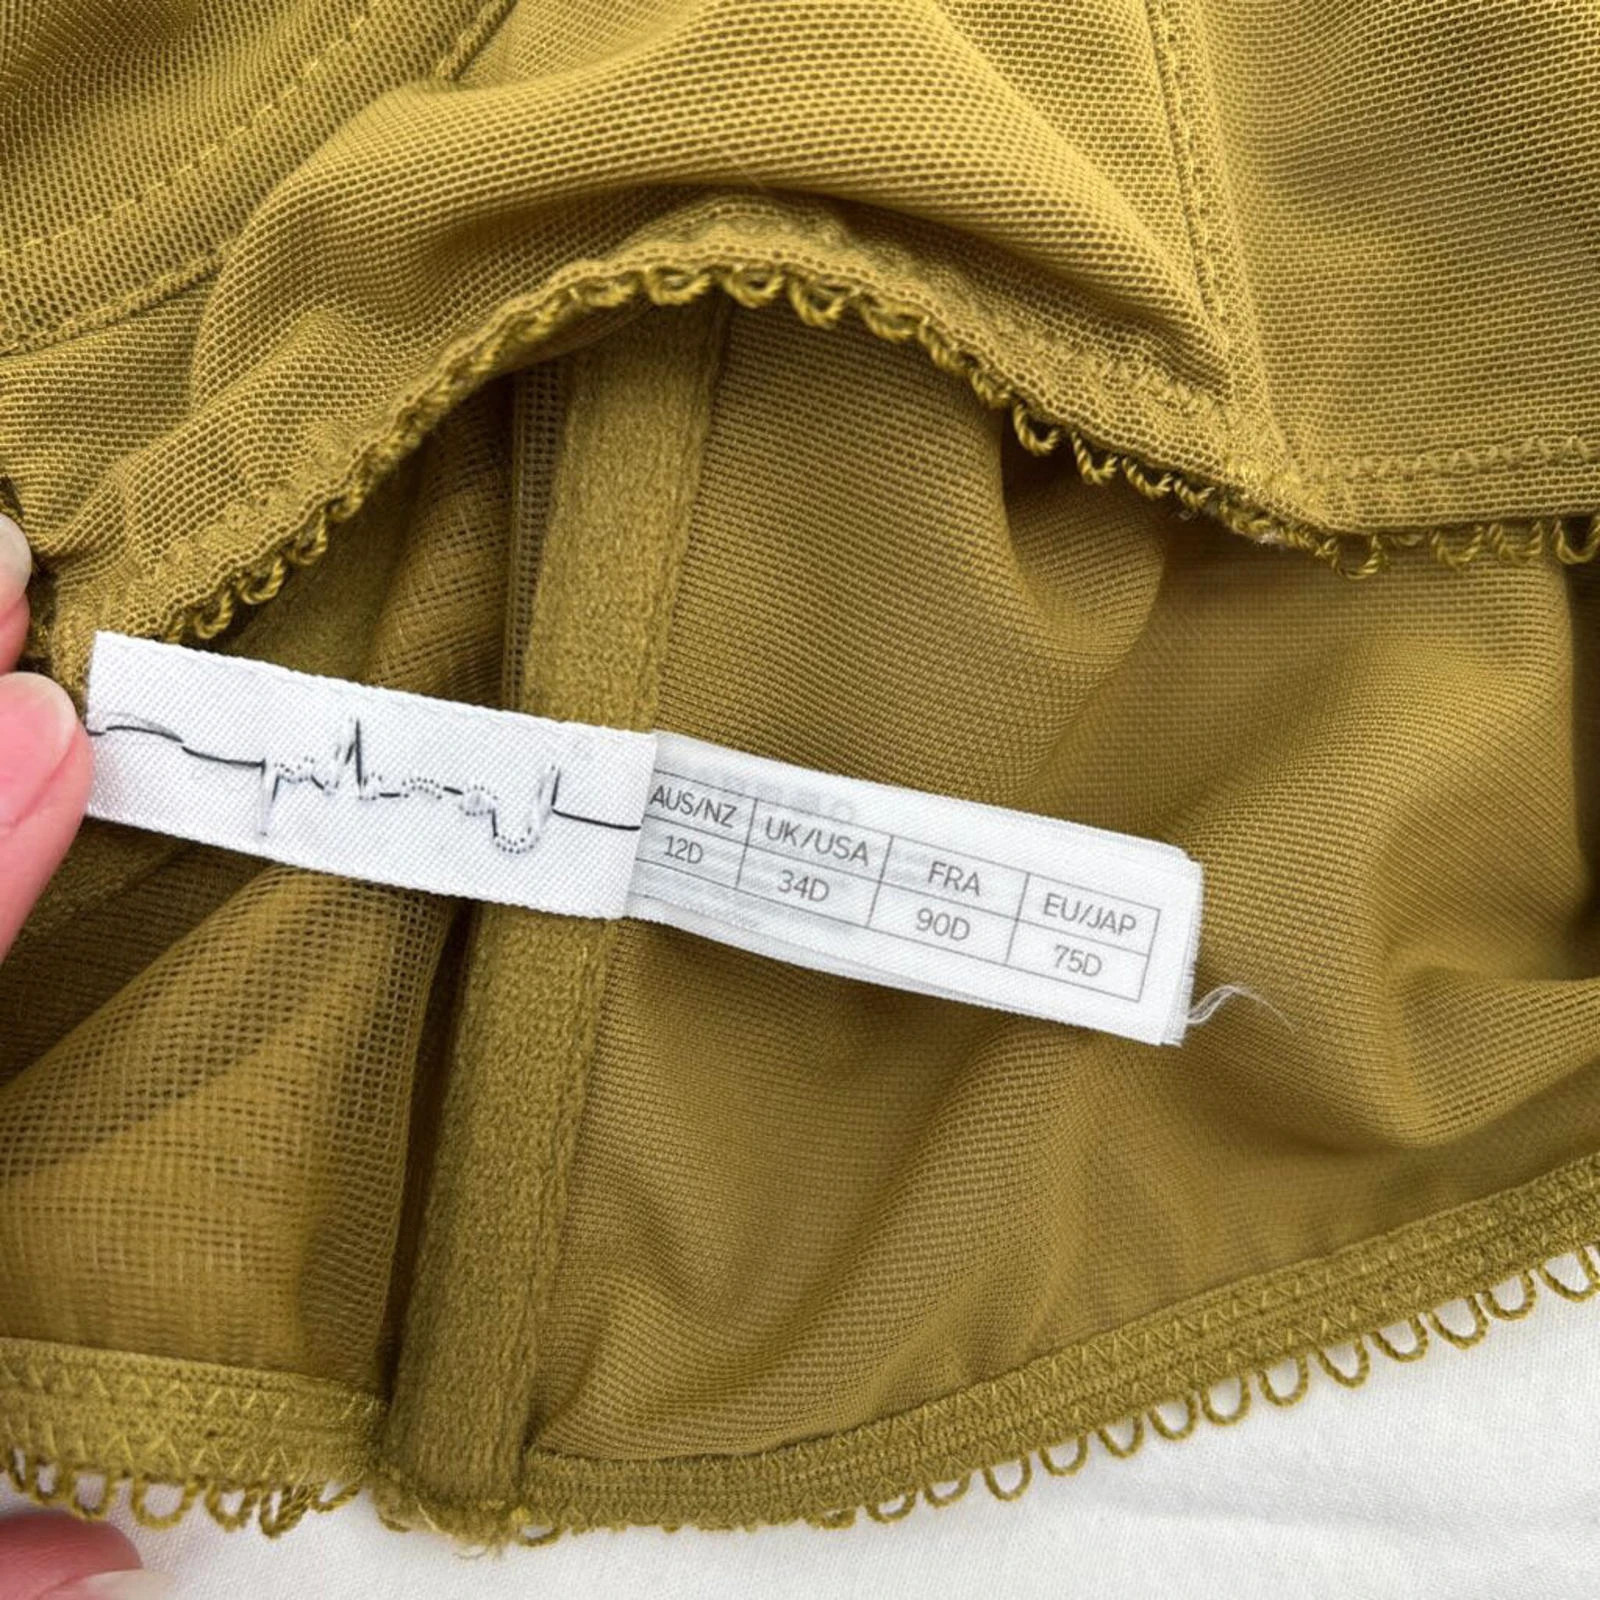 AUS/NZ UK/USA FRA EU/JAP
12D 34D 90D 75D